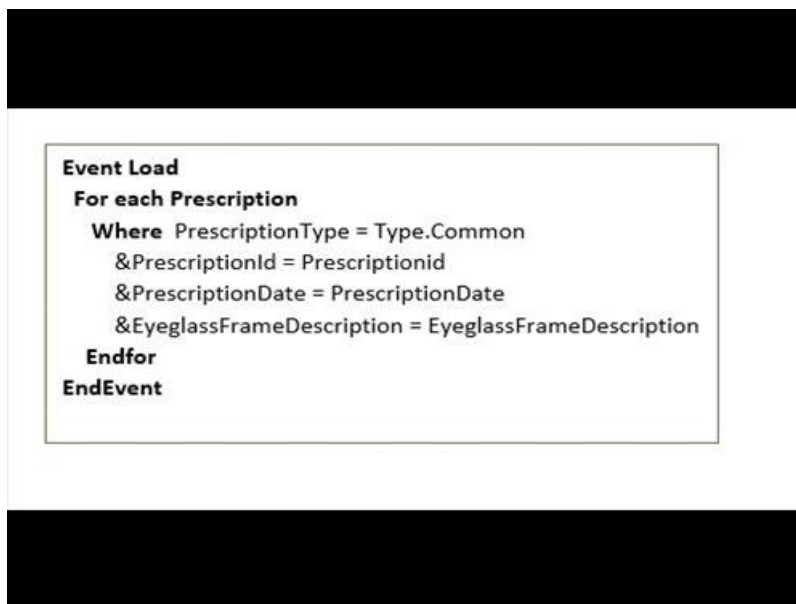 Event Load
For each Prescription
Where PrescriptionType = Type.Common
&PrescriptionId = Prescriptionid
&PrescriptionDate = PrescriptionDate
&EyeglassFrameDescription = EyeglassFrameDescription
Endfor
EndEvent